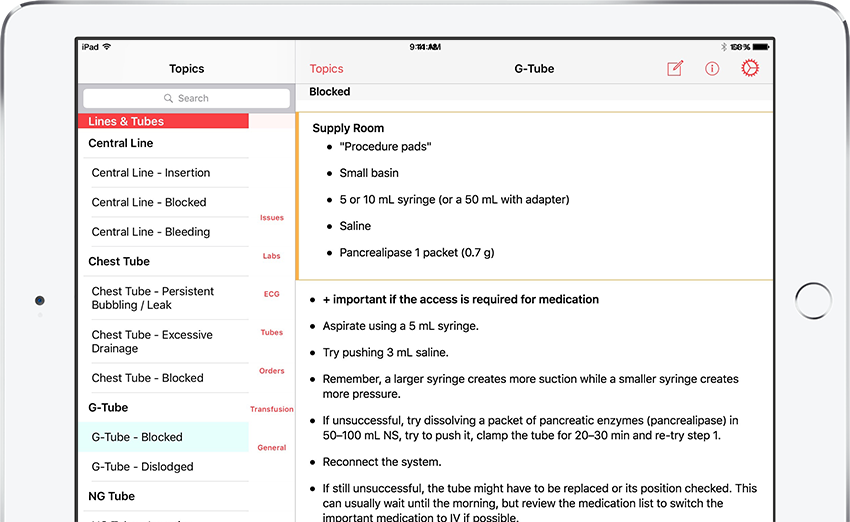 iPad
Topics
Search
Lines & Tubes
Central Line
Central Line - Insertion
Central Line - Blocked
Central Line - Bleeding
Chest Tube
Chest Tube - Persistent
Bubbling / Leak
Chest Tube - Excessive
Drainage
Chest Tube - Blocked
G-Tube
G-Tube - Blocked
G-Tube - Dislodged
NG Tube
Issues
Labs
ECG
Tubes
Orders
Transfusion
General
Topics
G-Tube
Blocked
Supply Room
• "Procedure pads"
• Small basin
• 5 or 10 mL syringe (or a 50 mL with adapter)
• Saline
• Pancrealipase 1 packet (0.7 g)
• + important if the access is required for medication
• Aspirate using a 5 mL syringe.
• Try pushing 3 mL saline.
• Remember, a larger syringe creates more suction while a smaller syringe creates
more pressure.
• If unsuccessful, try dissolving a packet of pancreatic enzymes (pancrealipase) in
50–100 mL NS, try to push it, clamp the tube for 20–30 min and re-try step 1.
• Reconnect the system.
• If still unsuccessful, the tube might have to be replaced or its position checked. This
can usually wait until the morning, but review the medication list to switch the
important medication to IV if possible.